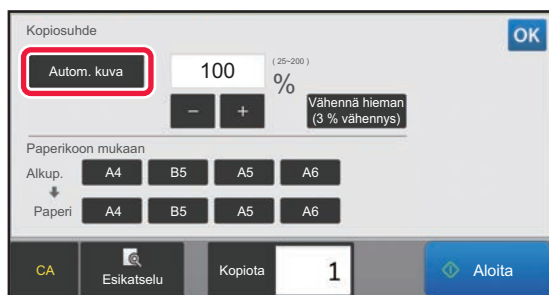 Kopiosuhde
OK
Autom. kuva
100
(25~200)
%
−
+
Vähennä hieman
(3 % vähennys)
Paperikoon mukaan
Alkup. A4 B5 A5 A6
Paperi A4 B5 A5 A6
CA
Esikatselu
Kopiota
1
Aloita